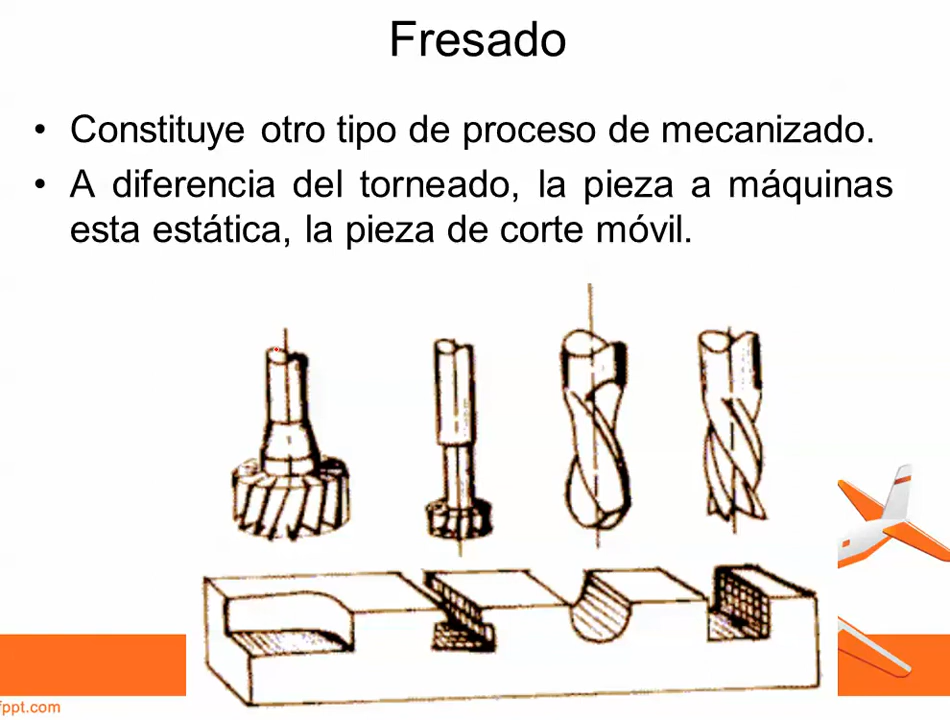 Fresado
• Constituye otro tipo de proceso de mecanizado.
• A diferencia del torneado, la pieza a máquinas
esta estática, la pieza de corte móvil.
fppt.com